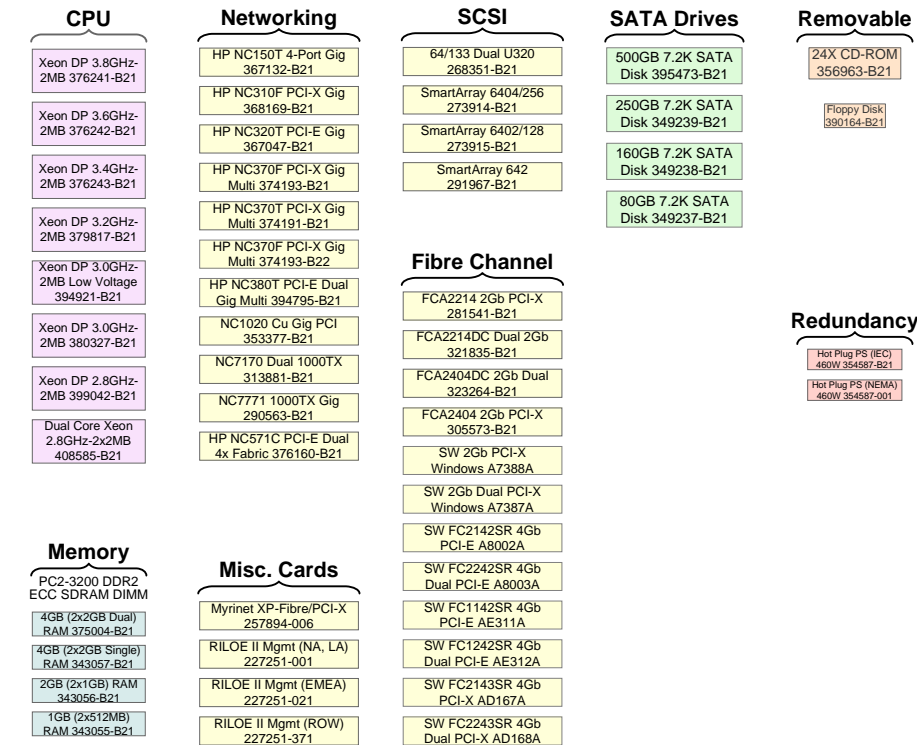 CPU
Xeon DP 3.8GHz-
2MB 376241-B21
Xeon DP 3.6GHz-
2MB 376242-B21
Xeon DP 3.4GHz-
2MB 376243-B21
Xeon DP 3.2GHz-
2MB 379817-B21
Xeon DP 3.0GHz-
2MB Low Voltage
394921-B21
Xeon DP 3.0GHz-
2MB 380327-B21
Xeon DP 2.8GHz-
2MB 399042-B21
Dual Core Xeon
2.8GHz-2x2MB
408585-B21
Memory
PC2-3200 DDR2
ECC SDRAM DIMM
4GB (2x2GB Dual)
RAM 375004-B21
4GB (2x2GB Single)
RAM 343057-B21
2GB (2x1GB) RAM
343056-B21
1GB (2x512MB)
RAM 343055-B21
Networking
HP NC150T 4-Port Gig
367132-B21
HP NC310F PCI-X Gig
368169-B21
HP NC320T PCI-E Gig
367047-B21
HP NC370F PCI-X Gig
Multi 374193-B21
HP NC370T PCI-X Gig
Multi 374191-B21
HP NC370F PCI-X Gig
Multi 374193-B22
HP NC380T PCI-E Dual
Gig Multi 394795-B21
NC1020 Cu Gig PCI
353377-B21
NC7170 Dual 1000TX
313881-B21
NC7771 1000TX Gig
290563-B21
HP NC571C PCI-E Dual
4x Fabric 376160-B21
Misc. Cards
Myrinet XP-Fibre/PCI-X
257894-006
RILOE II Mgmt (NA, LA)
227251-001
RILOE II Mgmt (EMEA)
227251-021
RILOE II Mgmt (ROW)
227251-371
SCSI
64/133 Dual U320
268351-B21
SmartArray 6404/256
273914-B21
SmartArray 6402/128
273915-B21
SmartArray 642
291967-B21
Fibre Channel
FCA2214 2Gb PCI-X
281541-B21
FCA2214DC Dual 2Gb
321835-B21
FCA2404DC 2Gb Dual
323264-B21
FCA2404 2Gb PCI-X
305573-B21
SW 2Gb PCI-X
Windows A7388A
SW 2Gb Dual PCI-X
Windows A7387A
SW FC2142SR 4Gb
PCI-E A8002A
SW FC2242SR 4Gb
Dual PCI-E A8003A
SW FC1142SR 4Gb
PCI-E AE311A
SW FC1242SR 4Gb
Dual PCI-E AE312A
SW FC2143SR 4Gb
PCI-X AD167A
SW FC2243SR 4Gb
Dual PCI-X AD168A
SATA Drives
500GB 7.2K SATA
Disk 395473-B21
250GB 7.2K SATA
Disk 349239-B21
160GB 7.2K SATA
Disk 349238-B21
80GB 7.2K SATA
Disk 349237-B21
Removable
24X CD-ROM
356963-B21
Floppy Disk
390164-B21
Redundancy
Hot Plug PS (IEC)
460W 354587-B21
Hot Plug PS (NEMA)
460W 354587-001